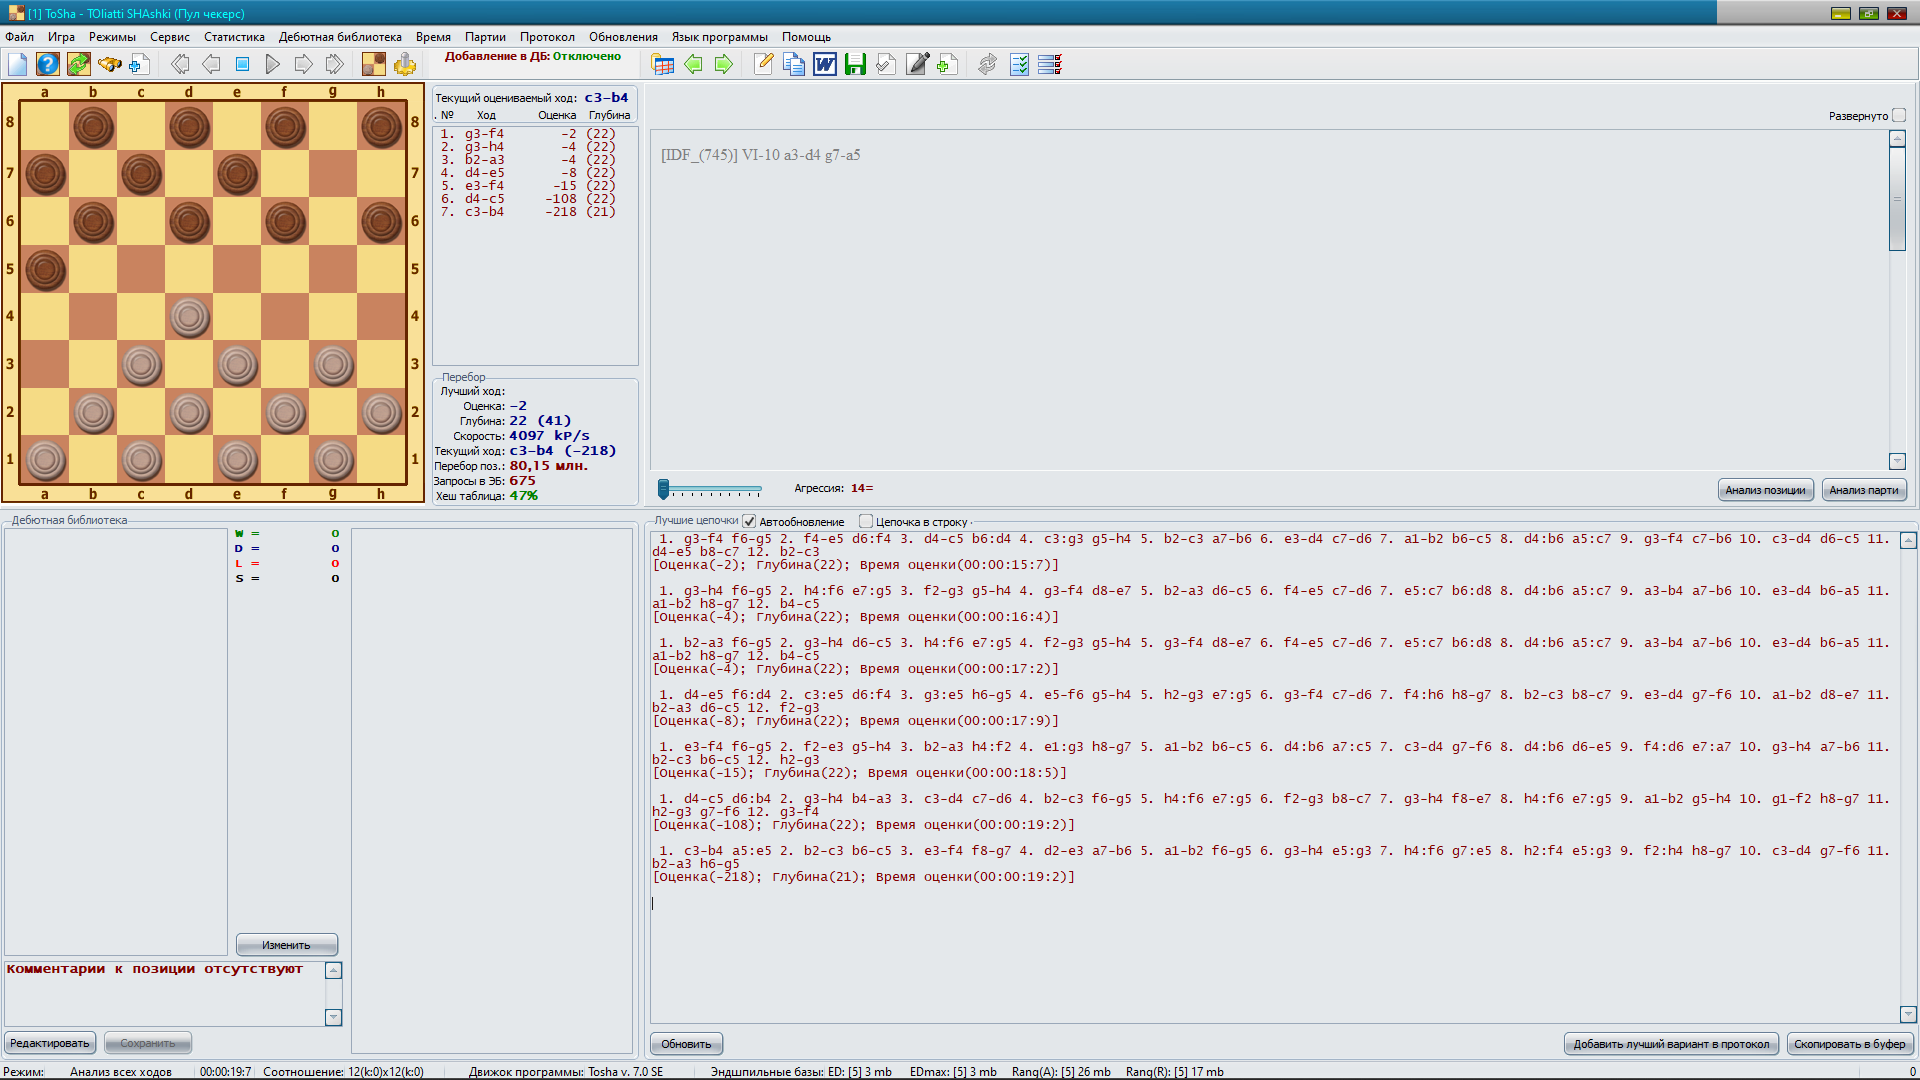 [1] ToSha - TOliatti SHAshki (Пул чекерс)
Файл Игра Режимы Сервис Статистика Дебютная библиотека Время Партии Протокол Обновления Язык программы Помощь
Добавление в ДБ: Отключено
a b c d e f g h
8 8
7 7
6 6
5 5
4 4
3 3
2 2
1 1
a b c d e f g h
Текущий оцениваемый ход: c3-b4
. № Ход Оценка Глубина
1. g3-f4 -2 (22)
2. g3-h4 -4 (22)
3. b2-a3 -4 (22)
4. d4-e5 -8 (22)
5. e3-f4 -15 (22)
6. d4-c5 -108 (22)
7. c3-b4 -218 (21)
Перебор
Лучший ход:
Оценка: -2
Глубина: 22 (41)
Скорость: 4097 kP/s
Текущий ход: c3-b4 (-218)
Перебор поз.: 80,15 млн.
Запросы в ЭБ: 675
Хеш таблица: 47%
Развернуто
[IDF_(745)] VI-10 a3-d4 g7-a5
Агрессия: 14=
Анализ позиции Анализ парти
Дебютная библиотека
W = 0
D = 0
L = 0
S = 0
Изменить
Комментарии к позиции отсутствуют
Редактировать Сохранить
Лучшие цепочки Автообновление Цепочка в строку
1. g3-f4 f6-g5 2. f4-e5 d6:f4 3. d4-c5 b6:d4 4. c3:g3 g5-h4 5. b2-c3 a7-b6 6. e3-d4 c7-d6 7. a1-b2 b6-c5 8. d4:b6 a5:c7 9. g3-f4 c7-b6 10. c3-d4 d6-c5 11.
d4-e5 b8-c7 12. b2-c3
[Оценка(-2); Глубина(22); Время оценки(00:00:15:7)]
1. g3-h4 f6-g5 2. h4:f6 e7:g5 3. f2-g3 g5-h4 4. g3-f4 d8-e7 5. b2-a3 d6-c5 6. f4-e5 c7-d6 7. e5:c7 b6:d8 8. d4:b6 a5:c7 9. a3-b4 a7-b6 10. e3-d4 b6-a5 11.
a1-b2 h8-g7 12. b4-c5
[Оценка(-4); Глубина(22); Время оценки(00:00:16:4)]
1. b2-a3 f6-g5 2. g3-h4 d6-c5 3. h4:f6 e7:g5 4. f2-g3 g5-h4 5. g3-f4 d8-e7 6. f4-e5 c7-d6 7. e5:c7 b6:d8 8. d4:b6 a5:c7 9. a3-b4 a7-b6 10. e3-d4 b6-a5 11.
a1-b2 h8-g7 12. b4-c5
[Оценка(-4); Глубина(22); Время оценки(00:00:17:2)]
1. d4-e5 f6:d4 2. c3:e5 d6:f4 3. g3:e5 h6-g5 4. e5-f6 g5-h4 5. h2-g3 e7:g5 6. g3-f4 c7-d6 7. f4:h6 h8-g7 8. b2-c3 b8-c7 9. e3-d4 g7-f6 10. a1-b2 d8-e7 11.
b2-a3 d6-c5 12. f2-g3
[Оценка(-8); Глубина(22); Время оценки(00:00:17:9)]
1. e3-f4 f6-g5 2. f2-e3 g5-h4 3. b2-a3 h4:f2 4. e1:g3 h8-g7 5. a1-b2 b6-c5 6. d4:b6 a7:c5 7. c3-d4 g7-f6 8. d4:b6 d6-e5 9. f4:d6 e7:a7 10. g3-h4 a7-b6 11.
b2-c3 b6-c5 12. h2-g3
[Оценка(-15); Глубина(22); Время оценки(00:00:18:5)]
1. d4-c5 d6:b4 2. g3-h4 b4-a3 3. c3-d4 c7-d6 4. b2-c3 f6-g5 5. h4:f6 e7:g5 6. f2-g3 b8-c7 7. g3-h4 f8-e7 8. h4:f6 e7:g5 9. a1-b2 g5-h4 10. g1-f2 h8-g7 11.
h2-g3 g7-f6 12. g3-f4
[Оценка(-108); Глубина(22); Время оценки(00:00:19:2)]
1. c3-b4 a5:e5 2. b2-c3 b6-c5 3. e3-f4 f8-g7 4. d2-e3 a7-b6 5. a1-b2 f6-g5 6. g3-h4 e5:g3 7. h4:f6 g7:e5 8. h2:f4 e5:g3 9. f2:h4 h8-g7 10. c3-d4 g7-f6 11.
b2-a3 h6-g5
[Оценка(-218); Глубина(21); Время оценки(00:00:19:2)]
Обновить Добавить лучший вариант в протокол Скопировать в буфер
Режим: Анализ всех ходов 00:00:19:7 Соотношение: 12(k:0)x12(k:0) Движок программы: Tosha v. 7.0 SE Эндшпильные базы: ED: [5] 3 mb EDmax: [5] 3 mb Rang(A): [5] 26 mb Rang(R): [5] 17 mb 0